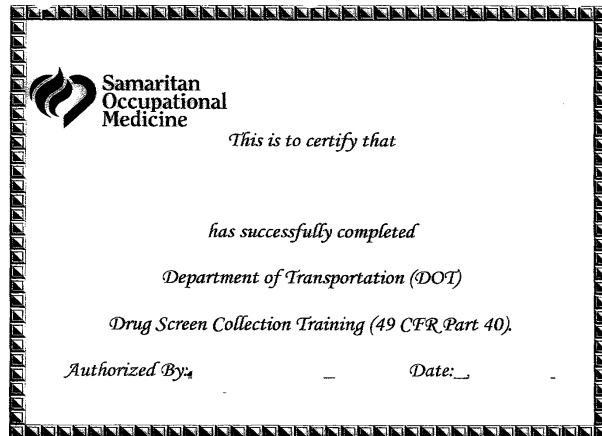 Samaritan
Occupational
Medicine
This is to certify that
has successfully completed
Department of Transportation (DOT)
Drug Screen Collection Training (49 CFR Part 40).
Authorized By: Date: